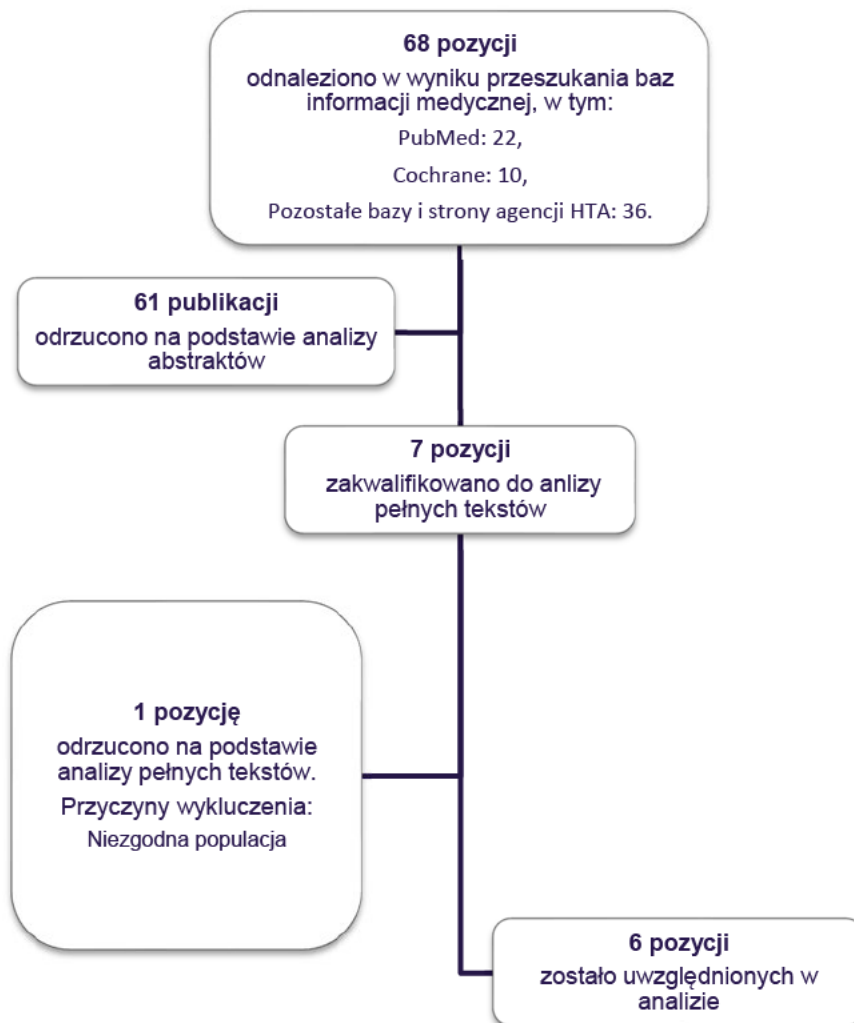 68 pozycji
odnaleziono w wyniku przeszukania baz
informacji medycznej, w tym:
PubMed: 22,
Cochrane: 10,
Pozostałe bazy i strony agencji HTA: 36.
61 publikacji
odrzucono na podstawie analizy
abstraktów
7 pozycji
zakwalifikowano do anlizy
pełnych tekstów
1 pozycję
odrzucono na podstawie
analizy pełnych tekstów.
Przyczyny wykluczenia:
Niezgodna populacja
6 pozycji
zostało uwzględnionych w
analizie